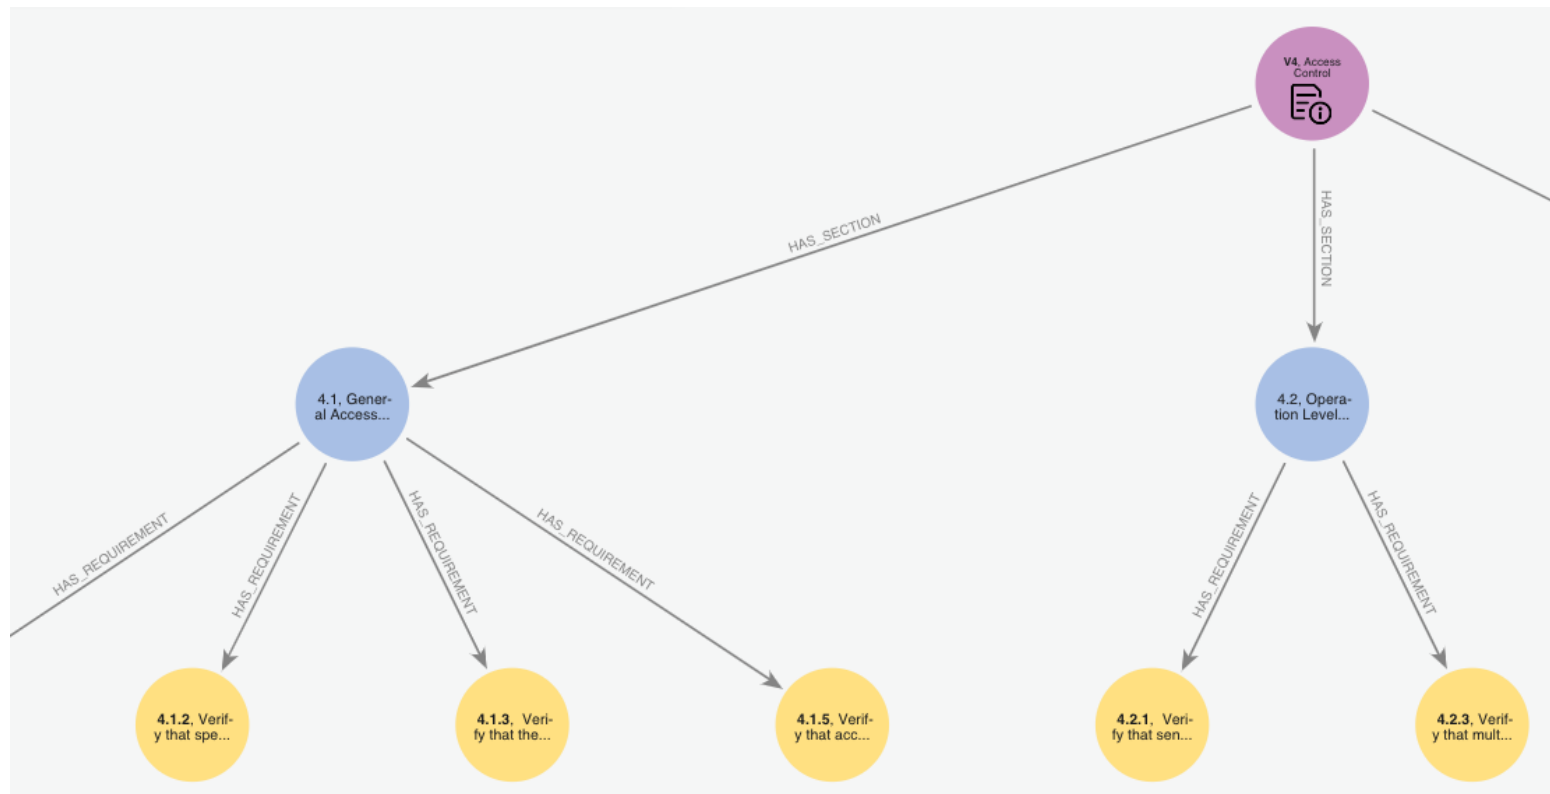 V4, Access
Control
HAS_SECTION
HAS_SECTION
4.1, Gener-
al Access...
4.2, Opera-
tion Level...
HAS_REQUIREMENT
HAS_REQUIREMENT
HAS_REQUIREMENT
HAS_REQUIREMENT
HAS_REQUIREMENT
HAS_REQUIREMENT
4.1.2, Verif-
y that spe...
4.1.3, Veri-
fy that the...
4.1.5, Verif-
y that acc...
4.2.1, Veri-
fy that sen...
4.2.3, Verif-
y that mult...